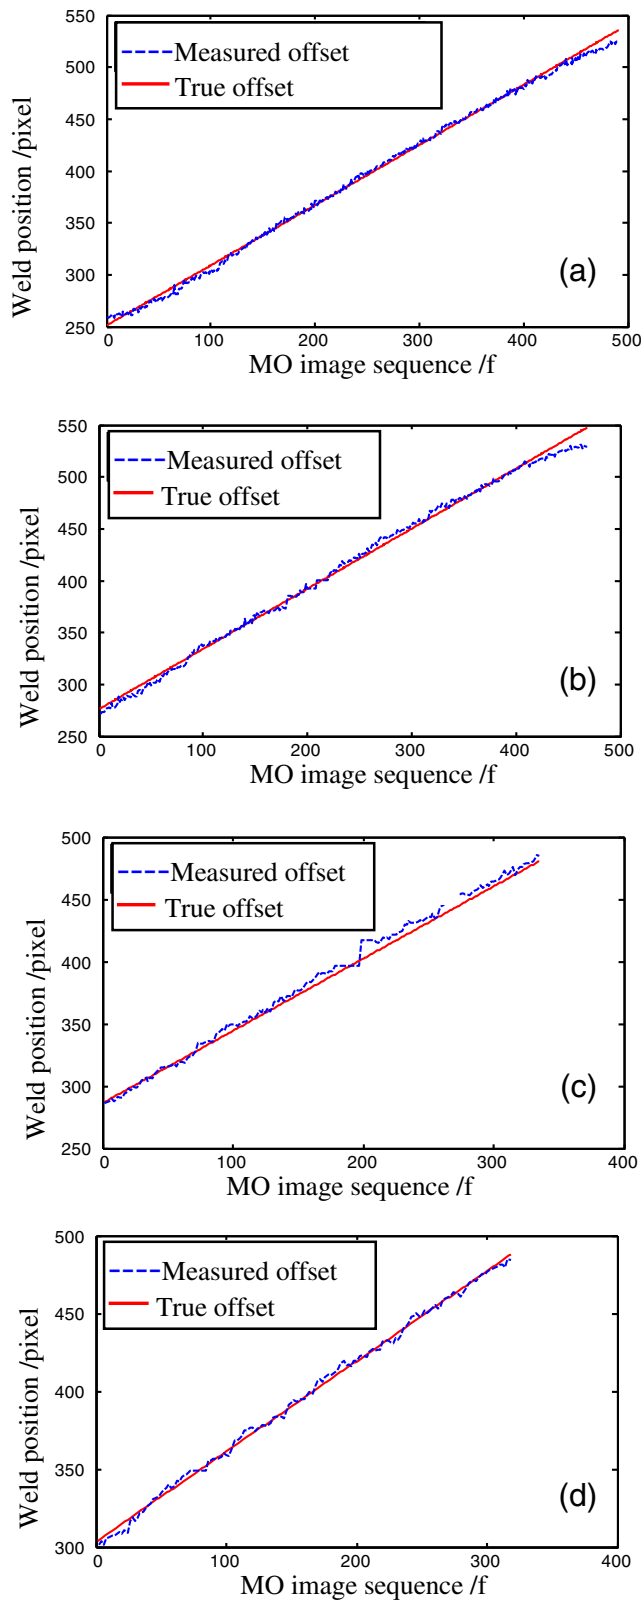 550
Measured offset
500
True offset
450
Weld position /pixel
400
350
300
(a)
250
0 100 200 300 400 500
MO image sequence /f
550
Measured offset
500
True offset
450
Weld position /pixel
400
350
300
(b)
250
0 100 200 300 400 500
MO image sequence /f
500
Measured offset
450
True offset
Weld position /pixel
400
350
300
(c)
250
0 100 200 300 400
MO image sequence /f
500
Measured offset
True offset
450
Weld position /pixel
400
350
(d)
300
0 100 200 300 400
MO image sequence /f